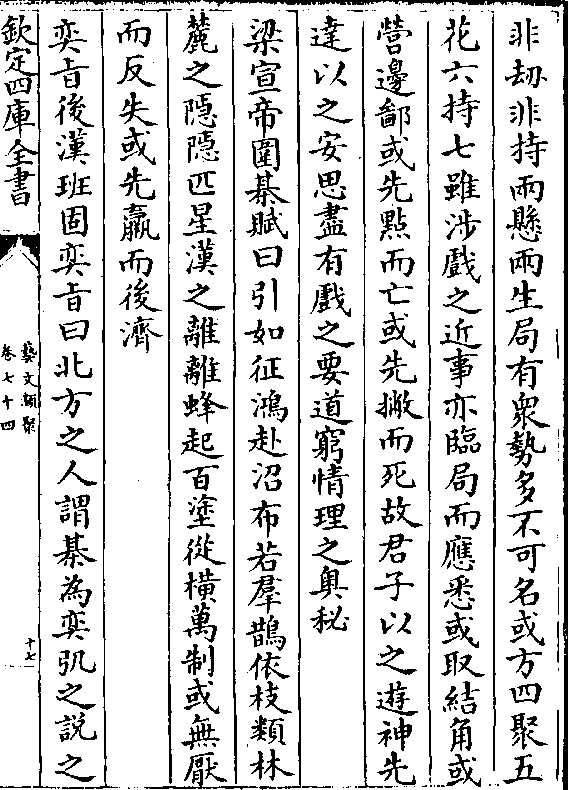 非劫非持兩懸兩生局有衆勢多不可名或方四聚五
花六持七雖涉戲之近事亦臨局而應悉或取結角或
營邊鄙或先點而亡或先撇而死故君子以之遊神先
達以之安思盡有戲之要道窮情理之奥秘
梁宣帝圍棊賦曰引如征鴻赴沼布若羣鵲依枝類林
麓之隱隱匹星漢之離離蜂起百塗從横萬制或無厭
而反失或先羸而後濟
奕旨後漢班固奕旨曰北方之人謂棊為奕弘之説之
欽定四庫全書
藝文類聚
卷七十四
十七